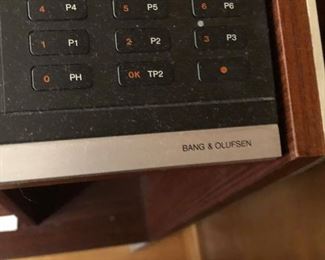 4 P4 5 P5 6 P6
1 P1 2 P2 3 P3
0 PH OK TP2
BANG & OLUFSEN